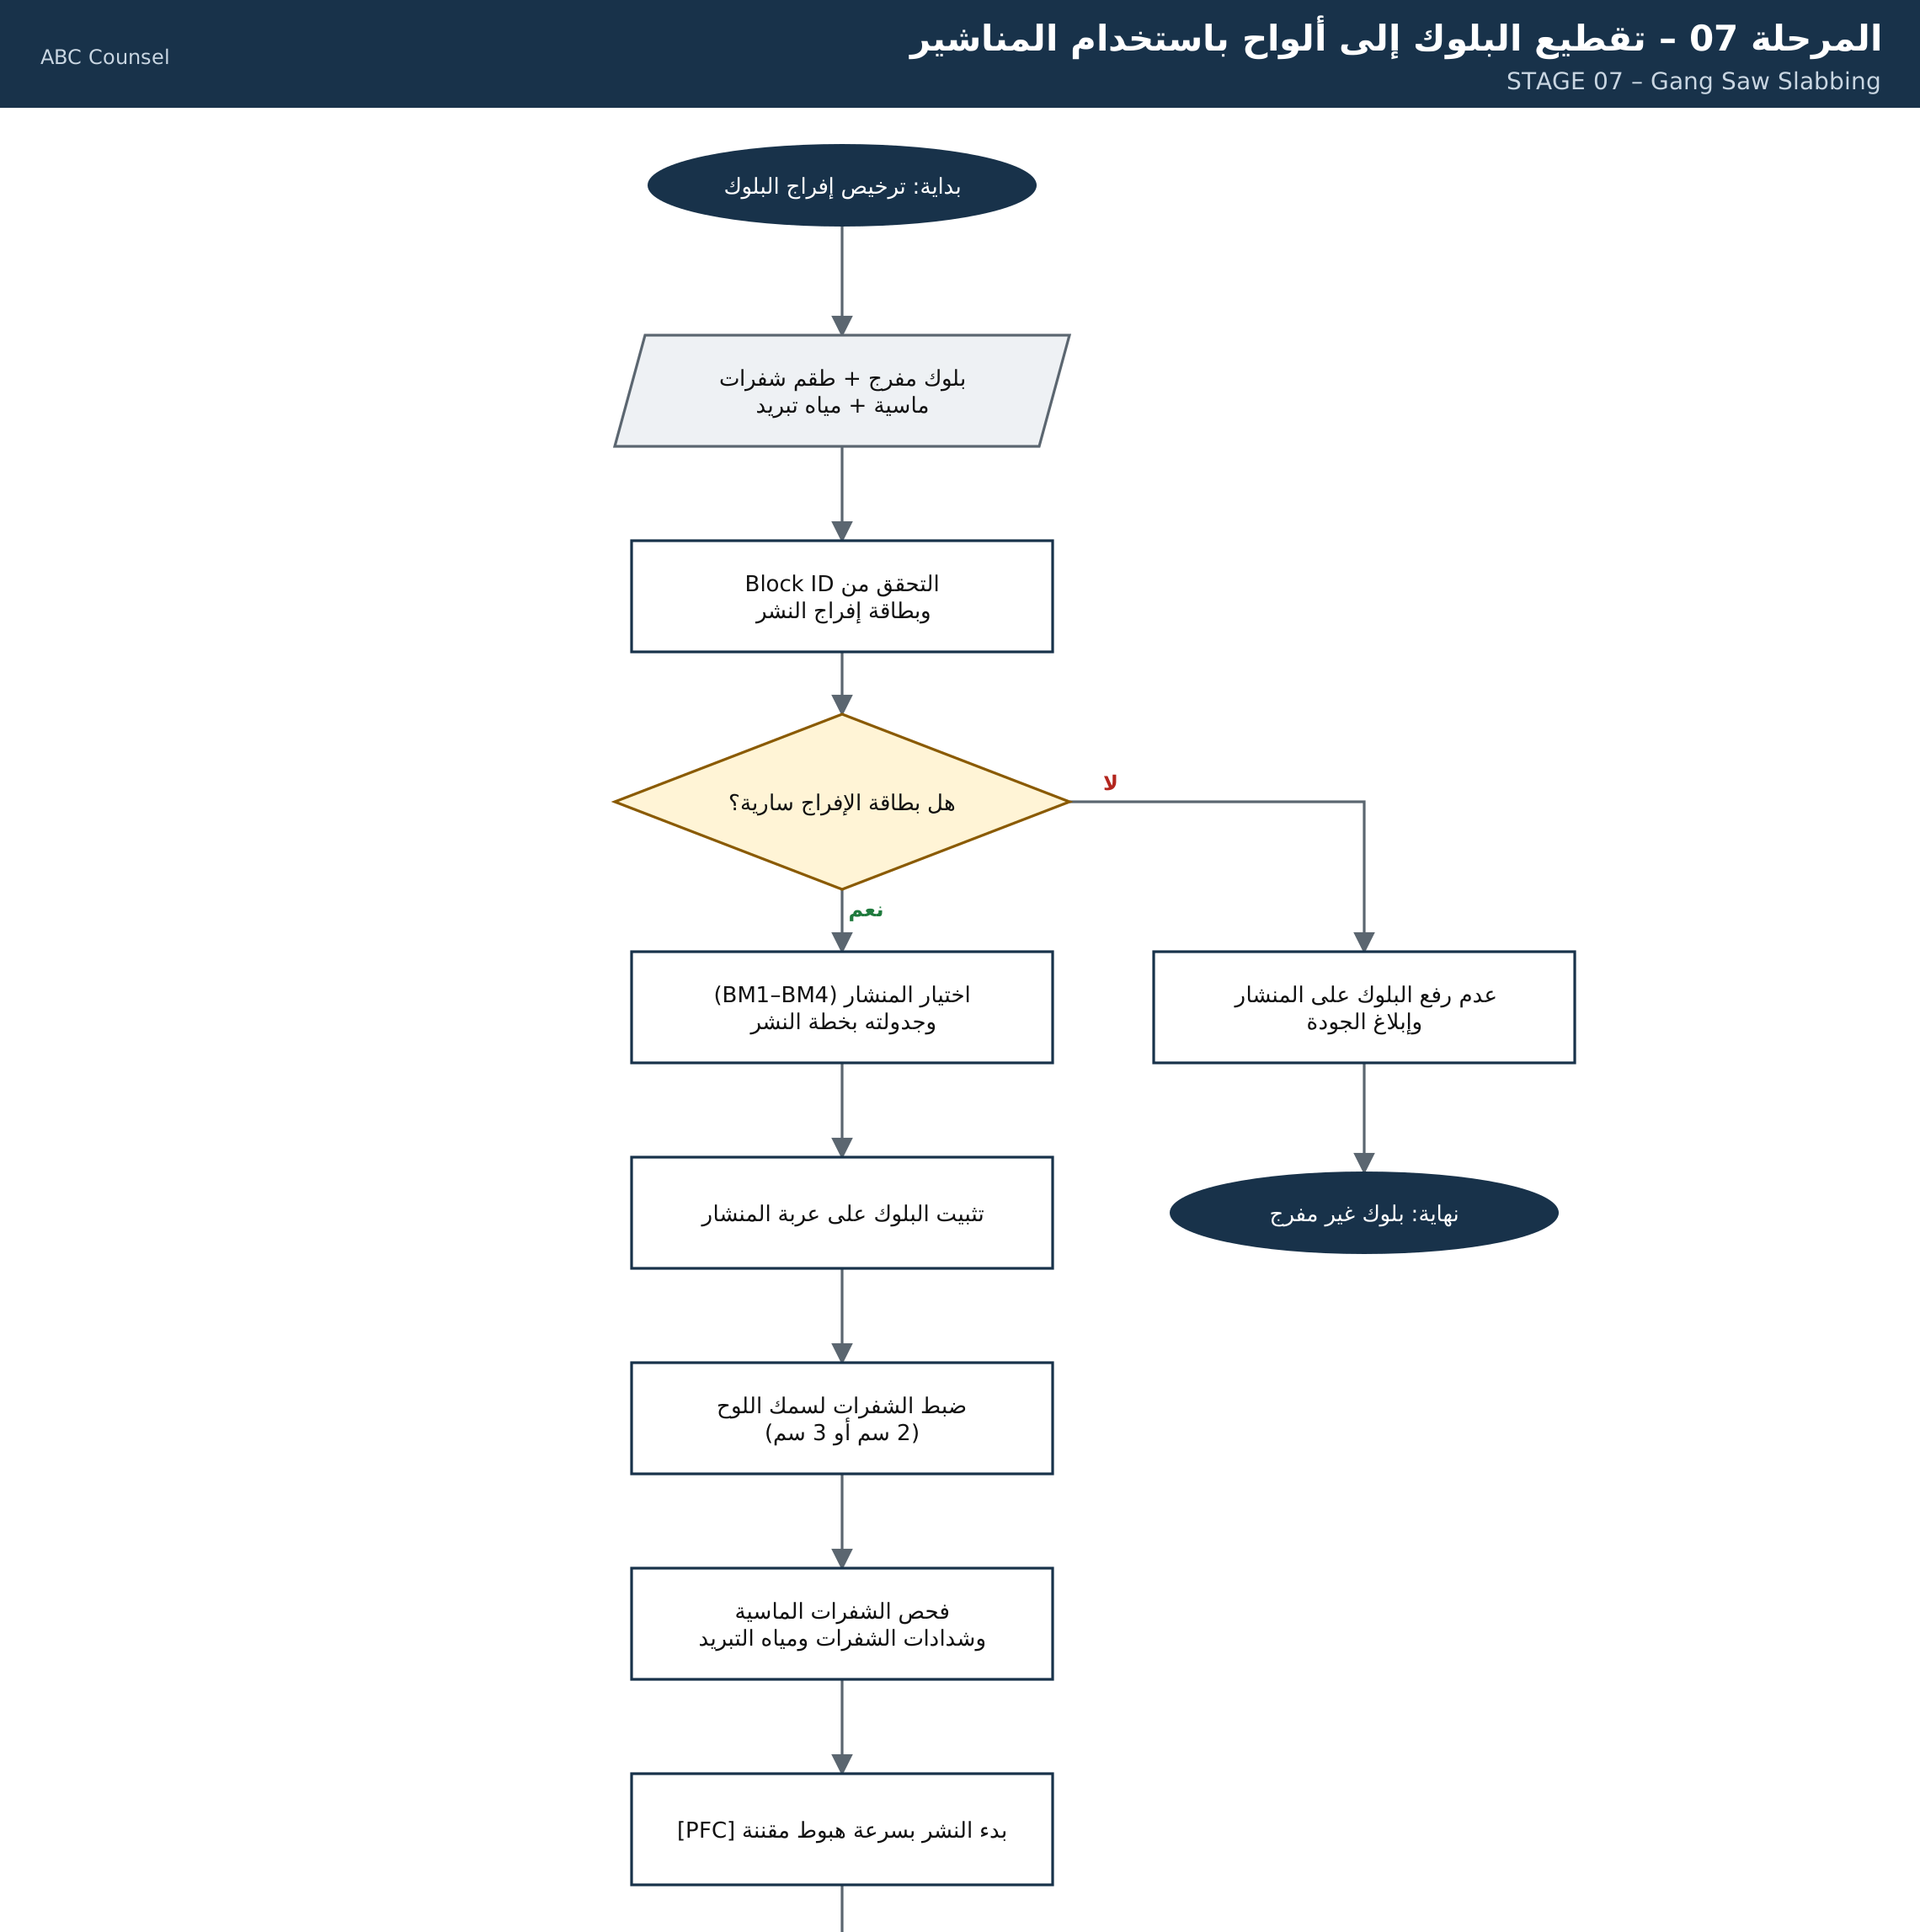 المرحلة 07 – تقطيع البلوك إلى ألواح باستخدام المناشير
STAGE 07 – Gang Saw Slabbing
ABC Counsel
بداية: ترخيص إفراج البلوك
بلوك مفرج + طقم شفرات
ماسية + مياه تبريد
التحقق من Block ID
وبطاقة إفراج النشر
هل بطاقة الإفراج سارية؟
لا
نعم
اختيار المنشار (BM1–BM4)
وجدولته بخطة النشر
عدم رفع البلوك على المنشار
وإبلاغ الجودة
تثبيت البلوك على عربة المنشار
نهاية: بلوك غير مفرج
ضبط الشفرات لسمك اللوح
(2 سم أو 3 سم)
فحص الشفرات الماسية
وشدادات الشفرات ومياه التبريد
بدء النشر بسرعة هبوط مقننة [PFC]